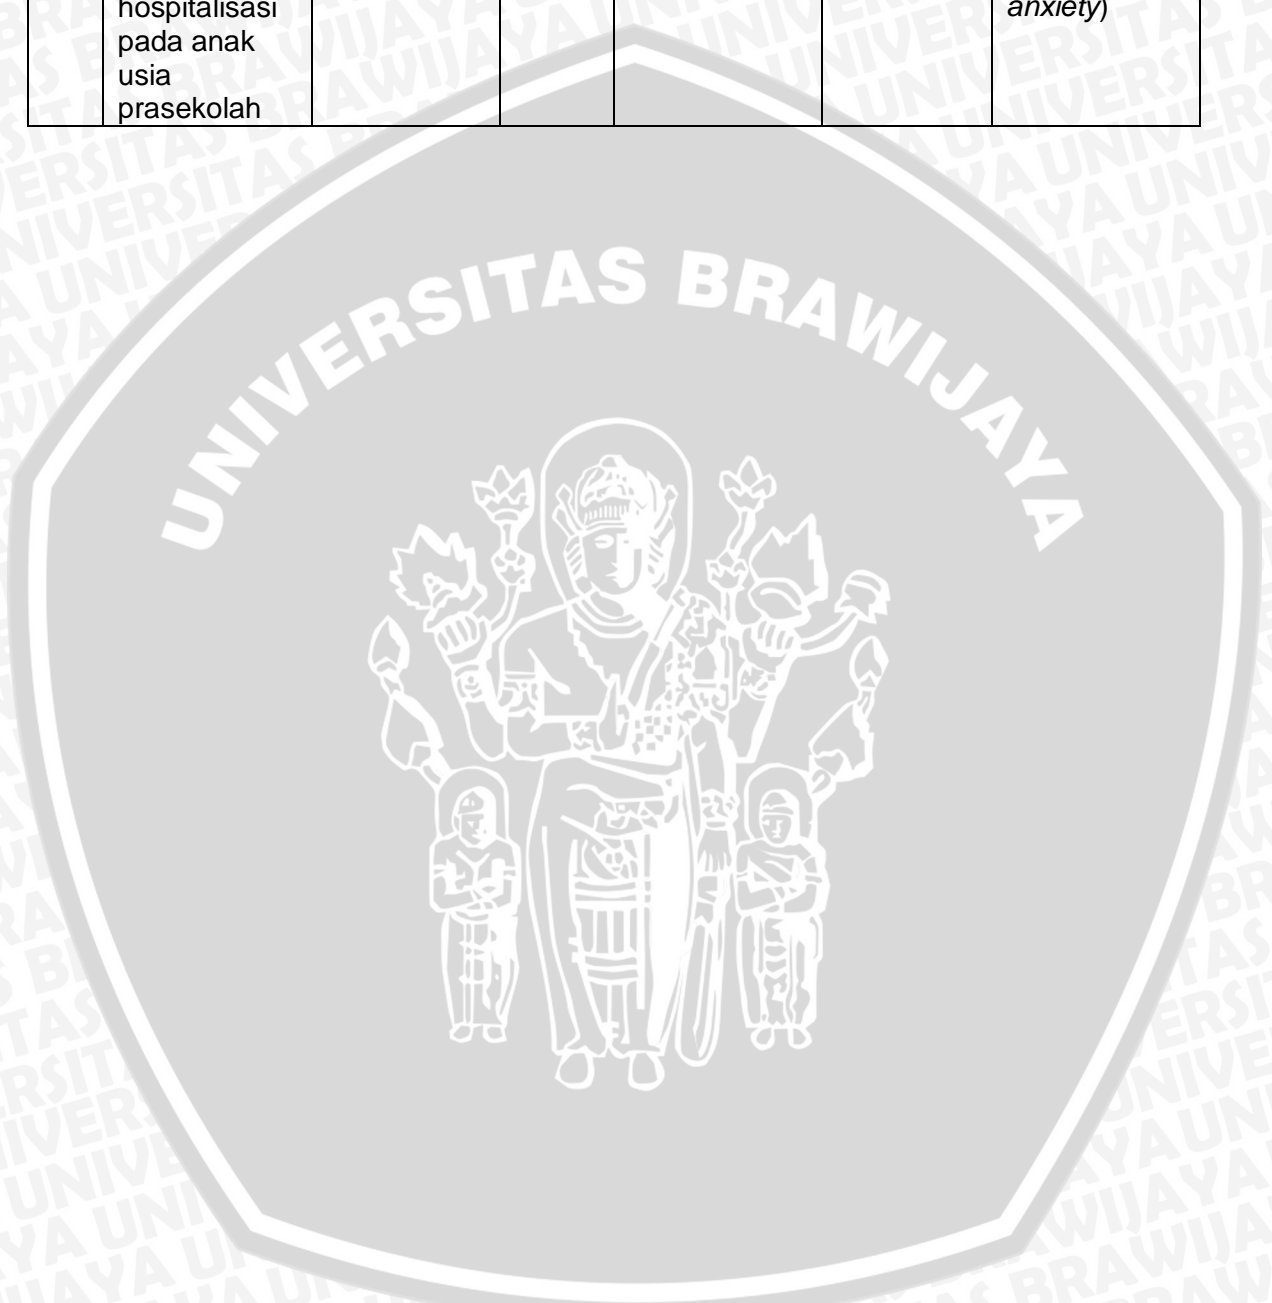 hospitalisasi
pada anak
usia
prasekolah
anxiety)
UNIVERSITAS BRAWIJAYA